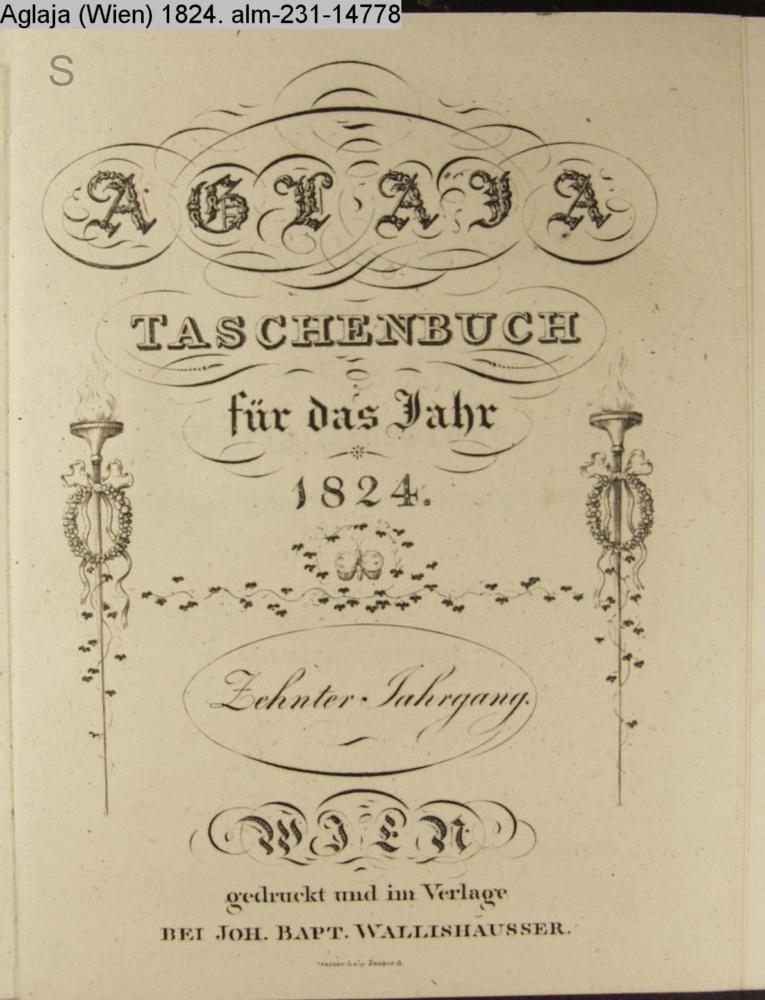 Aglaja (Wien) 1824. alm-231-14778
S
AGLAJA
TASCHENBUCH
für das Jahr
1824.
Zehnter Jahrgang.
WIEN
gedruckt und im Verlage
BEI JOH. BAPT. WALLISHAUSSER.